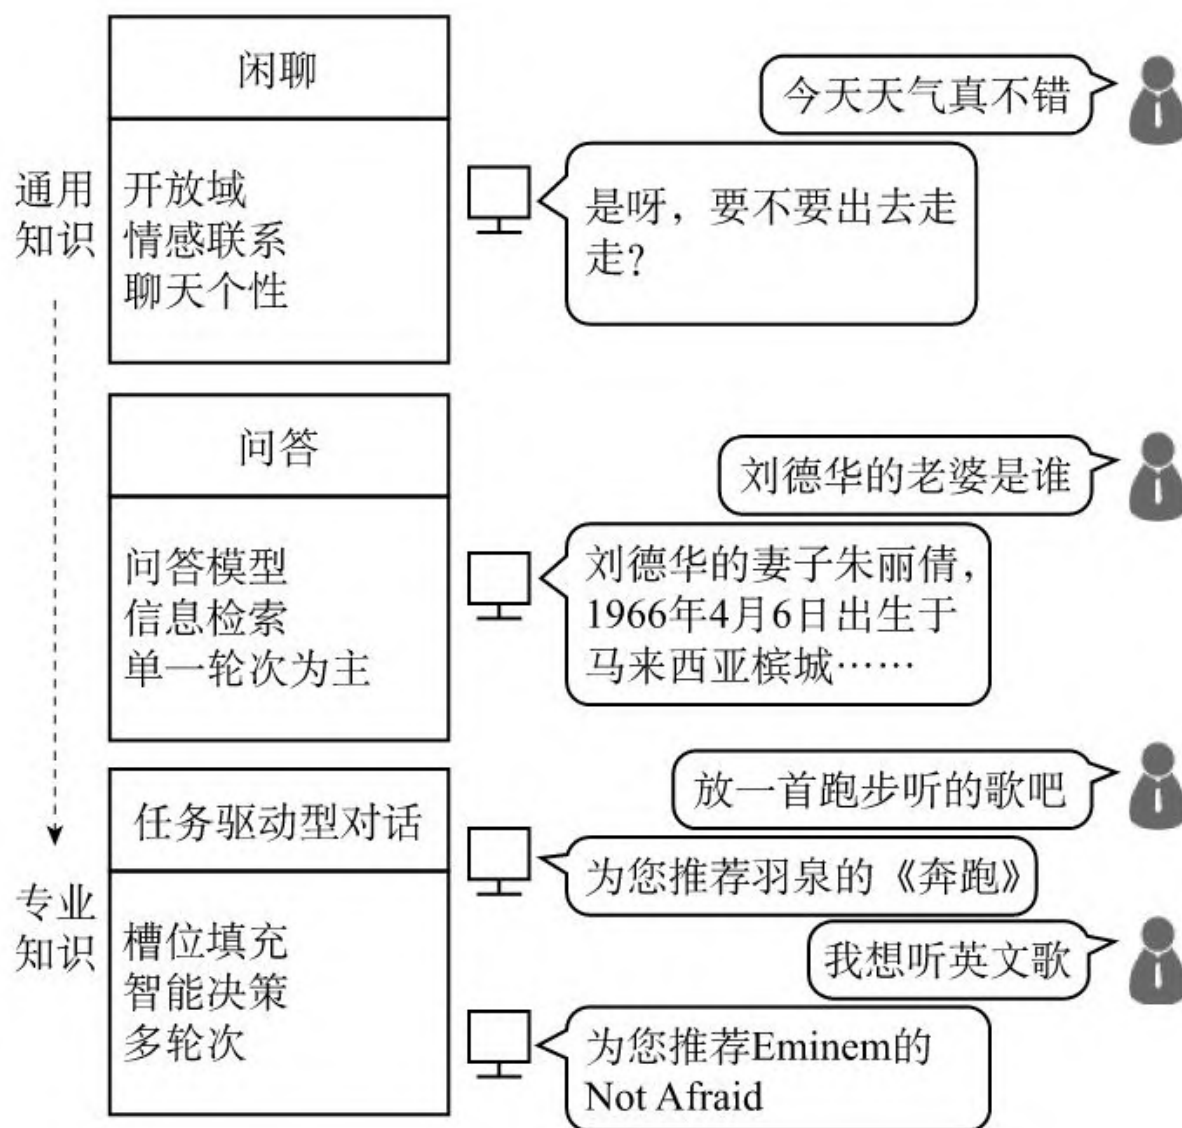 闲聊
通用
知识
开放域
情感联系
聊天个性
今天天气真不错
是呀，要不要出去走
走？
问答
问答模型
信息检索
单一轮次为主
刘德华的老婆是谁
刘德华的妻子朱丽倩，
1966年4月6日出生于
马来西亚槟城……
任务驱动型对话
专业
知识
槽位填充
智能决策
多轮次
放一首跑步听的歌吧
为您推荐羽泉的《奔跑》
我想听英文歌
为您推荐Eminem的
Not Afraid